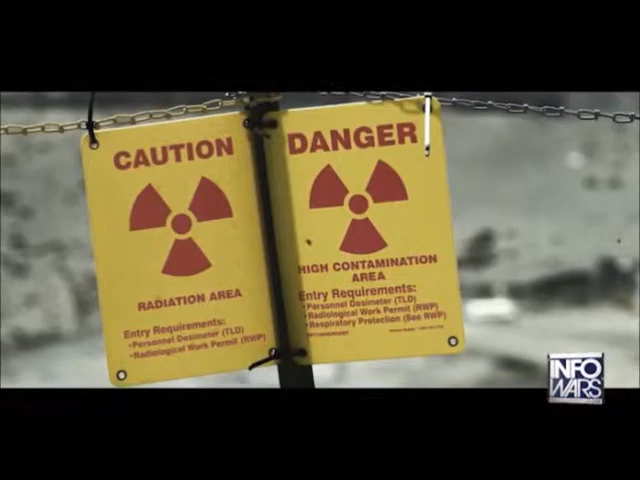 CAUTION
RADIATION AREA
Entry Requirements:
•Personnel Dosimeter (TLD)
•Radiological Work Permit (RWP)
DANGER
HIGH CONTAMINATION
AREA
Entry Requirements:
•Personnel Dosimeter (TLD)
•Radiological Work Permit (RWP)
•Respiratory Protection (See RWP)
INFO
WARS
.COM